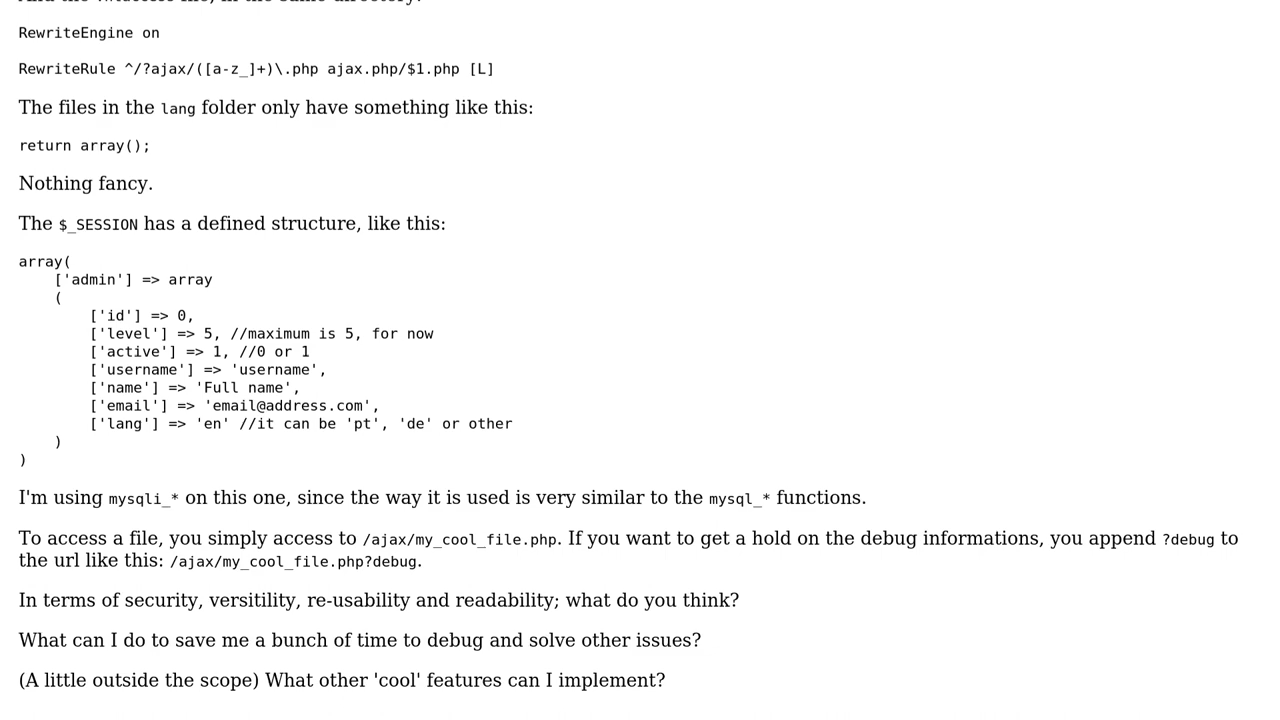 RewriteEngine on
RewriteRule ^/?ajax/([a-z_]+)\.php ajax.php/$1.php [L]
The files in the lang folder only have something like this:
return array();
Nothing fancy.
The $_SESSION has a defined structure, like this:
array(
    ['admin'] => array
    (
        ['id'] => 0,
        ['level'] => 5, //maximum is 5, for now
        ['active'] => 1, //0 or 1
        ['username'] => 'username',
        ['name'] => 'Full name',
        ['email'] => 'email@address.com',
        ['lang'] => 'en' //it can be 'pt', 'de' or other
    )
)
I'm using mysqli_* on this one, since the way it is used is very similar to the mysql_* functions.
To access a file, you simply access to /ajax/my_cool_file.php. If you want to get a hold on the debug informations, you append ?debug to
the url like this: /ajax/my_cool_file.php?debug.
In terms of security, versitility, re-usability and readability; what do you think?
What can I do to save me a bunch of time to debug and solve other issues?
(A little outside the scope) What other 'cool' features can I implement?